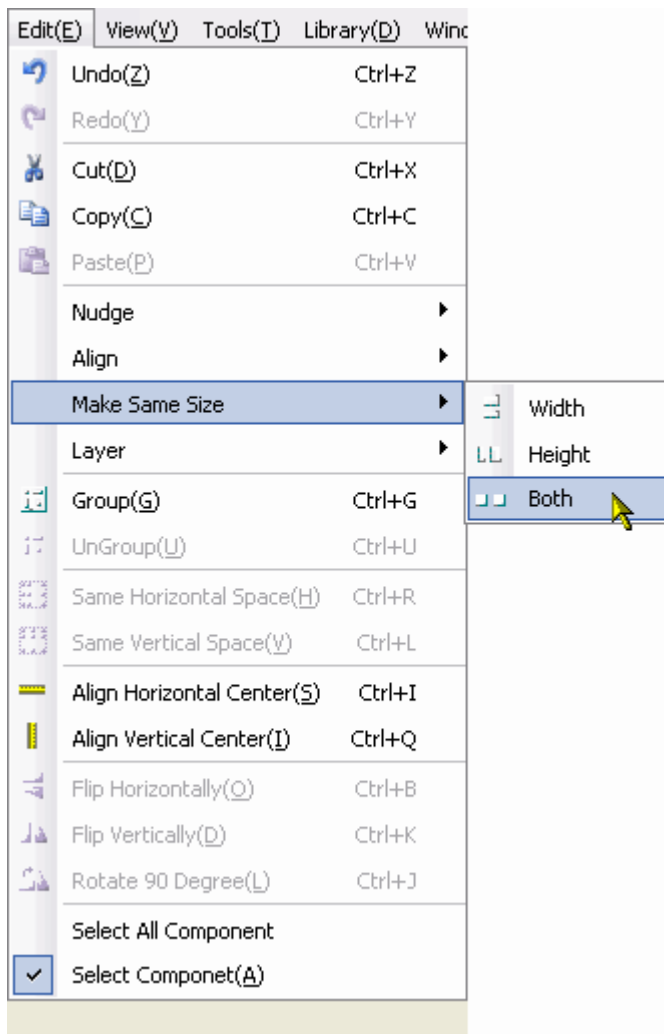 Edit(E) View(V) Tools(T) Library(D) Winc
Undo(Z) Ctrl+Z
Redo(Y) Ctrl+Y
Cut(D) Ctrl+X
Copy(C) Ctrl+C
Paste(P) Ctrl+V
Nudge
Align
Make Same Size
Width
Layer
Height
Group(G) Ctrl+G
Both
UnGroup(U) Ctrl+U
Same Horizontal Space(H) Ctrl+R
Same Vertical Space(V) Ctrl+L
Align Horizontal Center(S) Ctrl+I
Align Vertical Center(I) Ctrl+Q
Flip Horizontally(O) Ctrl+B
Flip Vertically(D) Ctrl+K
Rotate 90 Degree(L) Ctrl+J
Select All Component
Select Componet(A)